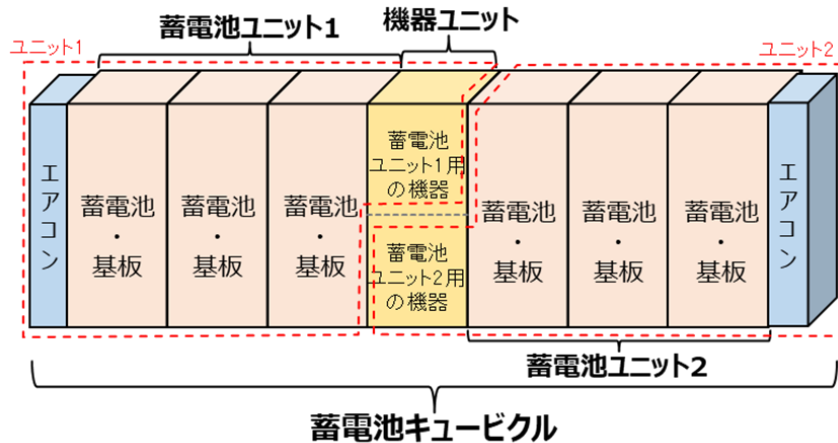 蓄電池ユニット1
機器ユニット
ユニット1
ユニット2
エアコン
蓄電池
・
基板
蓄電池
・
基板
蓄電池
・
基板
蓄電池
ユニット1用
の機器
蓄電池
ユニット2用
の機器
蓄電池
・
基板
蓄電池
・
基板
蓄電池
・
基板
エアコン
蓄電池ユニット2
蓄電池キュービクル